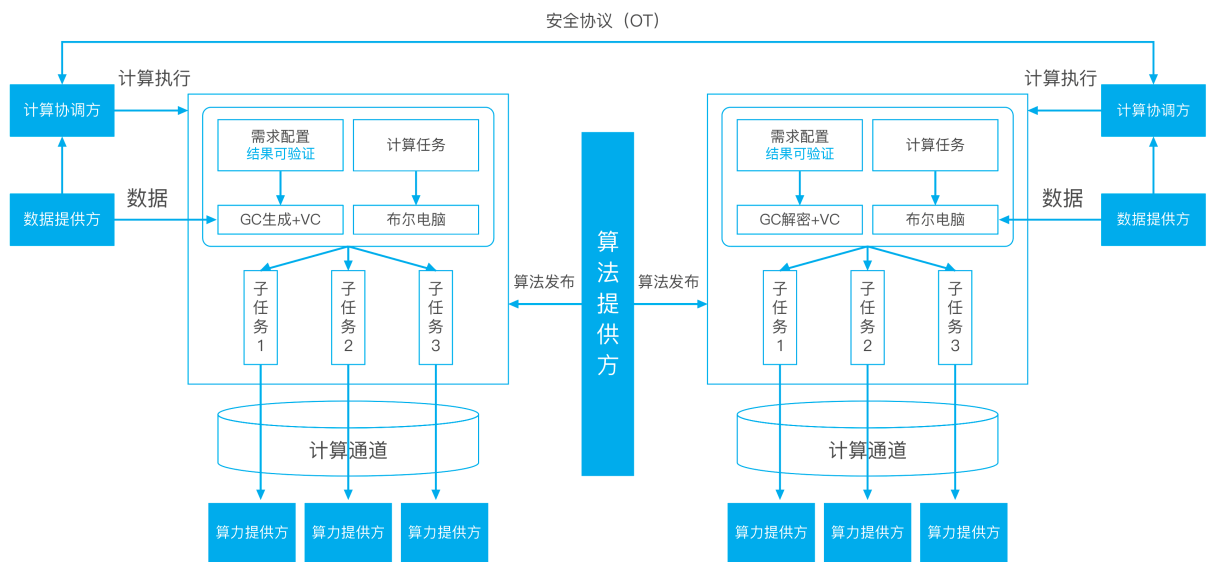 安全协议（OT）
计算执行
计算执行
计算协调方
计算协调方
需求配置
结果可验证
计算任务
需求配置
结果可验证
计算任务
数据
数据
数据提供方
数据提供方
GC生成+VC
布尔电脑
GC解密+VC
布尔电脑
算法提供方
算法发布
算法发布
子任务1
子任务2
子任务3
子任务1
子任务2
子任务3
计算通道
计算通道
算力提供方
算力提供方
算力提供方
算力提供方
算力提供方
算力提供方